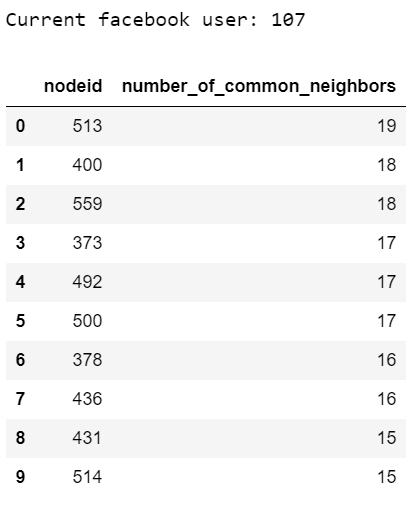 Current facebook user: 107
nodeid number_of_common_neighbors
0 513 19
1 400 18
2 559 18
3 373 17
4 492 17
5 500 17
6 378 16
7 436 16
8 431 15
9 514 15